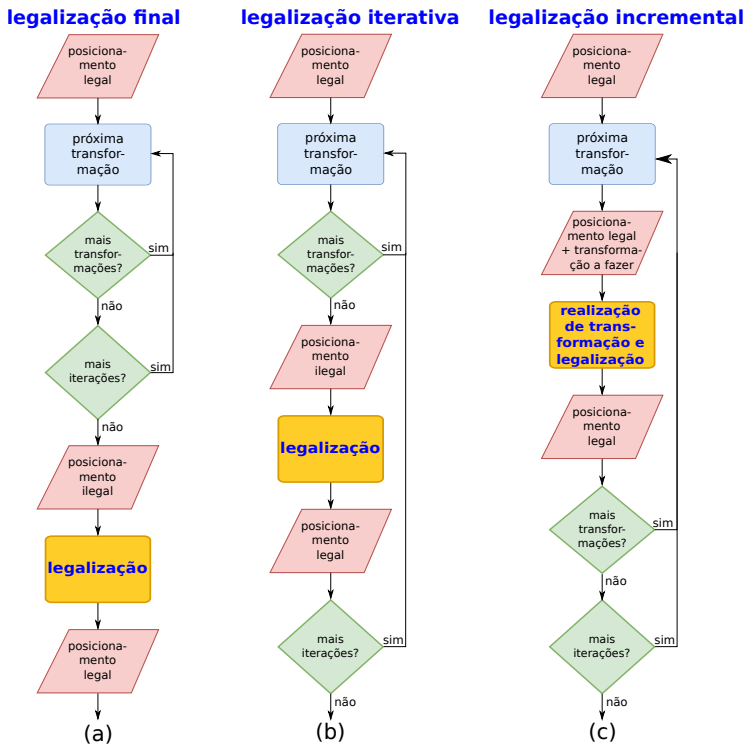 legalização final
posiciona-
mento
legal
próxima
transfor-
mação
mais
transfor-
mações?
sim
não
mais
iterações?
sim
não
posiciona-
mento
ilegal
legalização
posiciona-
mento
legal
(a)
legalização iterativa
posiciona-
mento
legal
próxima
transfor-
mação
mais
transfor-
mações?
sim
não
posiciona-
mento
ilegal
legalização
posiciona-
mento
legal
mais
iterações?
sim
não
(b)
legalização incremental
posiciona-
mento
legal
próxima
transfor-
mação
posiciona-
mento legal
+ transforma-
ção a fazer
realização
de trans-
formação e
legalização
posiciona-
mento
legal
mais
transfor-
mações?
sim
não
mais
iterações?
sim
não
(c)